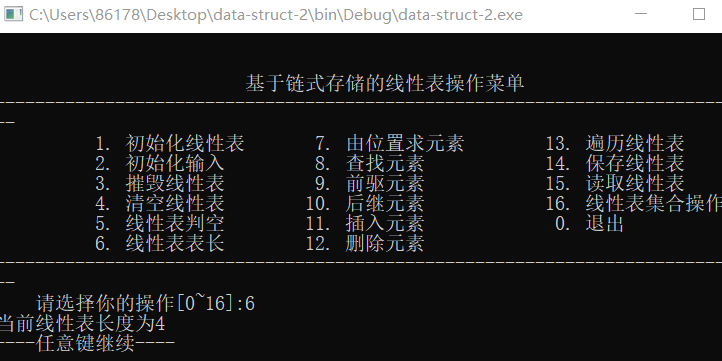 C:\Users\86178\Desktop\data-struct-2\bin\Debug\data-struct-2.exe
基于链式存储的线性表操作菜单
--------------------------------------------------------------------------
--
1. 初始化线性表 7. 由位置求元素 13. 遍历线性表
2. 初始化输入 8. 查找元素 14. 保存线性表
3. 摧毁线性表 9. 前驱元素 15. 读取线性表
4. 清空线性表 10. 后继元素 16. 线性表集合操作
5. 线性表判空 11. 插入元素 0. 退出
6. 线性表表长 12. 删除元素
--------------------------------------------------------------------------
--
请选择你的操作[0~16]:6
当前线性表长度为4
----任意键继续----